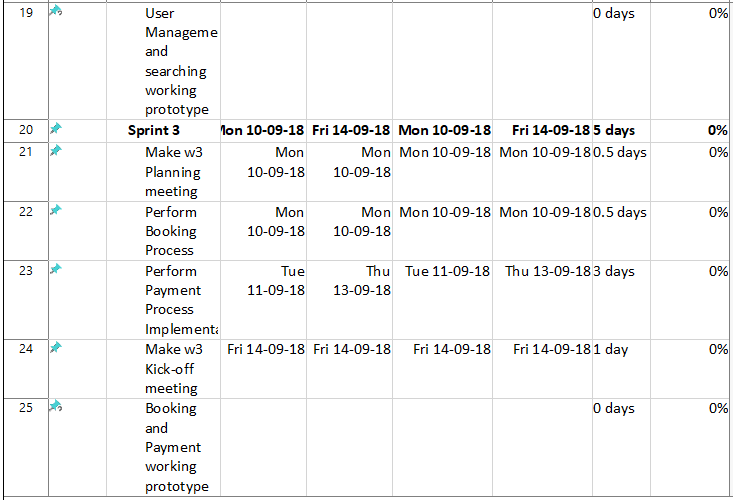 19 User 0 days 0%
Manageme
and
searching
working
prototype
20 Sprint 3 Mon 10-09-18 Fri 14-09-18 Mon 10-09-18 Fri 14-09-18 5 days 0%
21 Make w3 Mon Mon Mon 10-09-18 Mon 10-09-18 0.5 days 0%
Planning 10-09-18 10-09-18
meeting
22 Perform Mon Mon Mon 10-09-18 Mon 10-09-18 0.5 days 0%
Booking 10-09-18 10-09-18
Process
23 Perform Tue Thu Tue 11-09-18 Thu 13-09-18 3 days 0%
Payment 11-09-18 13-09-18
Process
Implementa
24 Make w3 Fri 14-09-18 Fri 14-09-18 Fri 14-09-18 Fri 14-09-18 1 day 0%
Kick-off
meeting
25 Booking 0 days 0%
and
Payment
working
prototype